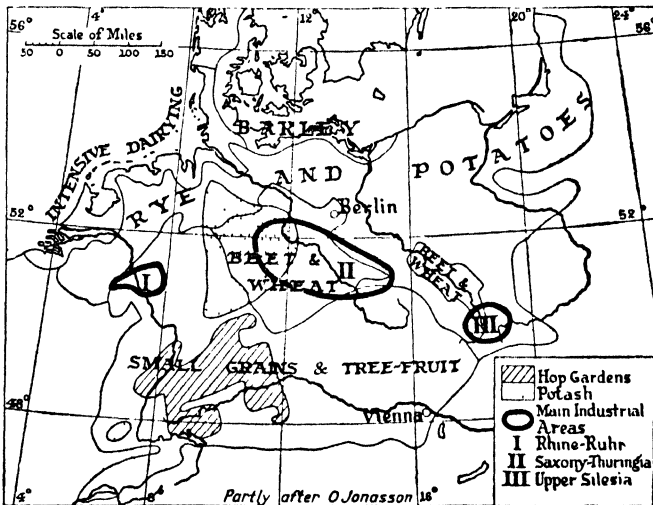 56° 4° 12° 20° 24° 56°
Scale of Miles
50 0 50 100 150
INTENSIVE DAIRYING
BARLEY
RYE AND POTATOES
52° 52°
Berlin
BEET &
WHEAT
BEET &
WHEAT
I
II
III
SMALL GRAINS & TREE-FRUIT
48°
Vienna
Hop Gardens
Potash
Main Industrial
Areas
I Rhine-Ruhr
II Saxony-Thuringia
III Upper Silesia
4° 8° 12 16°
Partly after O Jonasson